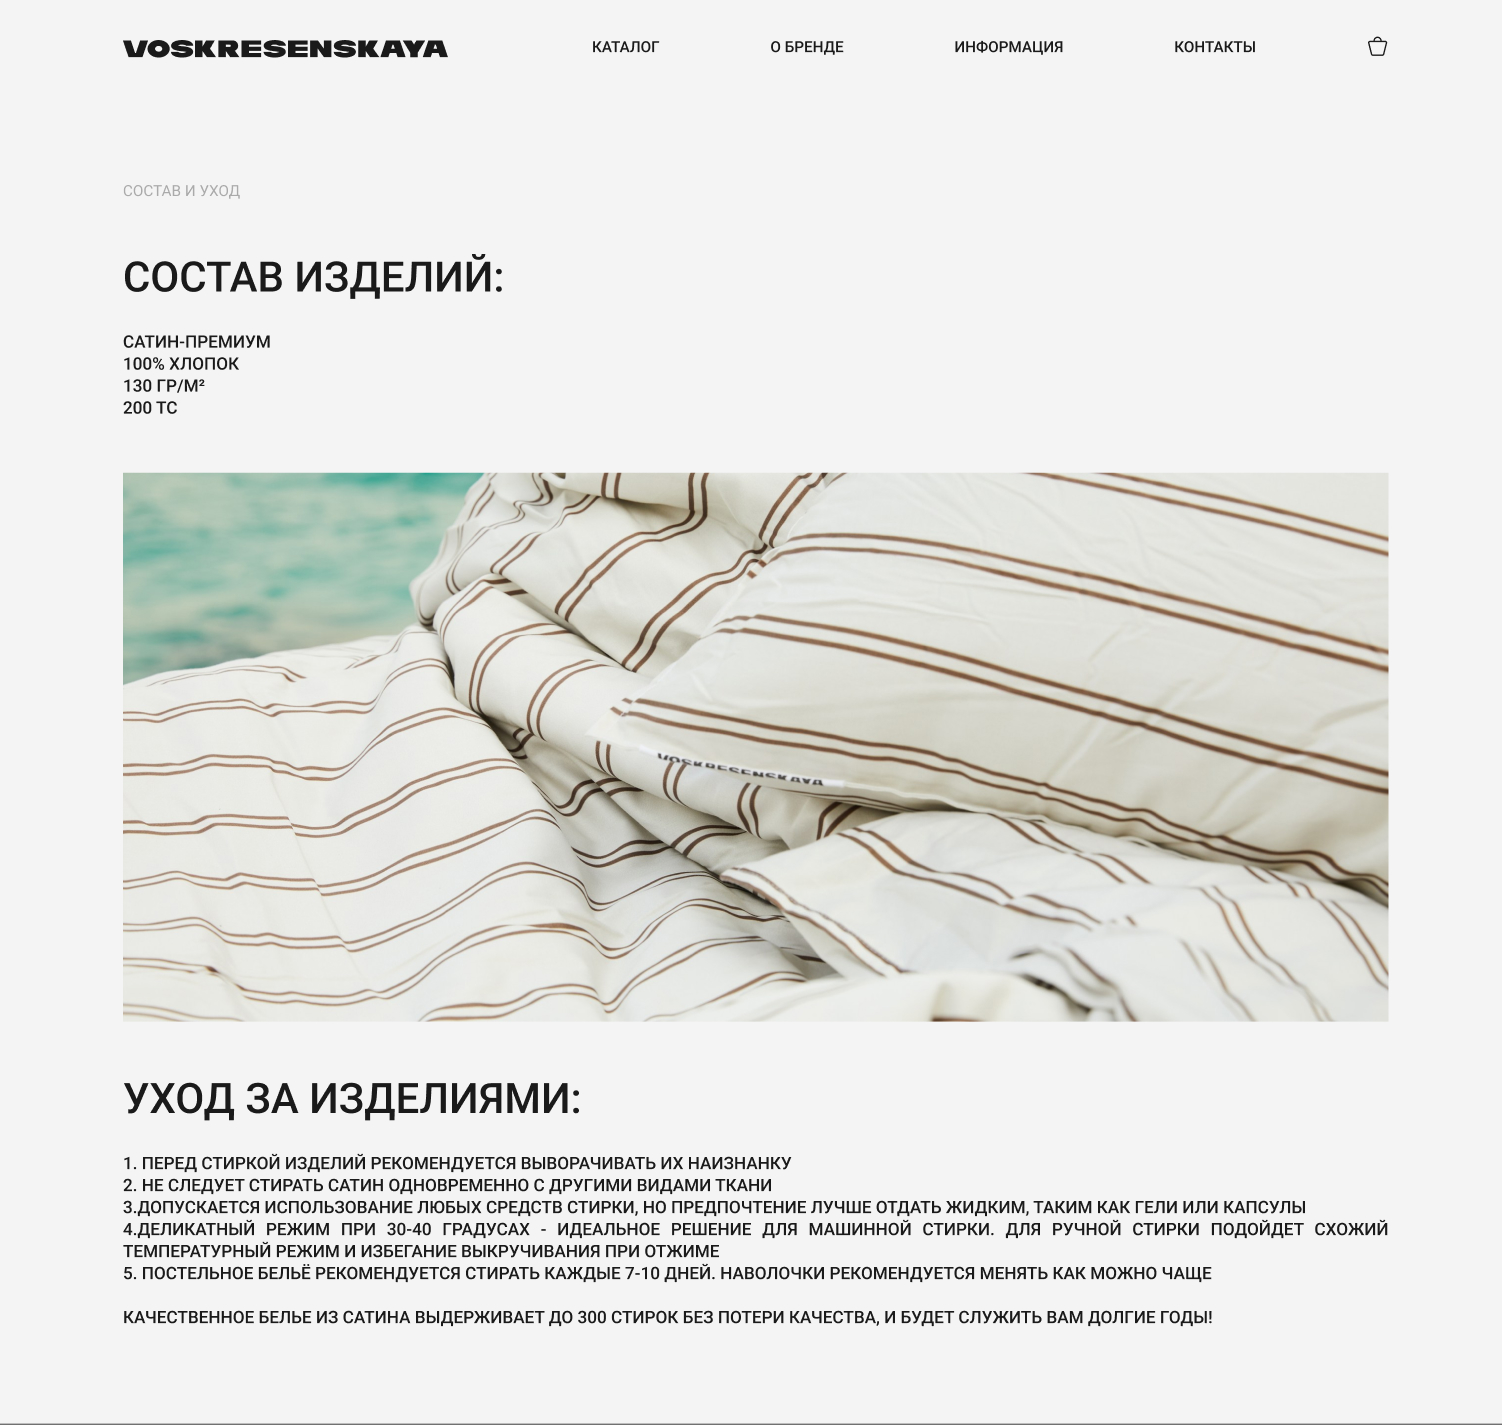 VOSKRESENSKAYA КАТАЛОГ О БРЕНДЕ ИНФОРМАЦИЯ КОНТАКТЫ
СОСТАВ И УХОД
СОСТАВ ИЗДЕЛИЙ:
САТИН-ПРЕМИУМ
100% ХЛОПОК
130 ГР/М²
200 ТС
VOSKRESENSKAYA
УХОД ЗА ИЗДЕЛИЯМИ:
1. ПЕРЕД СТИРКОЙ ИЗДЕЛИЙ РЕКОМЕНДУЕТСЯ ВЫВОРАЧИВАТЬ ИХ НАИЗНАНКУ
2. НЕ СЛЕДУЕТ СТИРАТЬ САТИН ОДНОВРЕМЕННО С ДРУГИМИ ВИДАМИ ТКАНИ
3.ДОПУСКАЕТСЯ ИСПОЛЬЗОВАНИЕ ЛЮБЫХ СРЕДСТВ СТИРКИ, НО ПРЕДПОЧТЕНИЕ ЛУЧШЕ ОТДАТЬ ЖИДКИМ, ТАКИМ КАК ГЕЛИ ИЛИ КАПСУЛЫ
4.ДЕЛИКАТНЫЙ РЕЖИМ ПРИ 30-40 ГРАДУСАХ - ИДЕАЛЬНОЕ РЕШЕНИЕ ДЛЯ МАШИННОЙ СТИРКИ. ДЛЯ РУЧНОЙ СТИРКИ ПОДОЙДЕТ СХОЖИЙ
ТЕМПЕРАТУРНЫЙ РЕЖИМ И ИЗБЕГАНИЕ ВЫКРУЧИВАНИЯ ПРИ ОТЖИМЕ
5. ПОСТЕЛЬНОЕ БЕЛЬЁ РЕКОМЕНДУЕТСЯ СТИРАТЬ КАЖДЫЕ 7-10 ДНЕЙ. НАВОЛОЧКИ РЕКОМЕНДУЕТСЯ МЕНЯТЬ КАК МОЖНО ЧАЩЕ
КАЧЕСТВЕННОЕ БЕЛЬЕ ИЗ САТИНА ВЫДЕРЖИВАЕТ ДО 300 СТИРОК БЕЗ ПОТЕРИ КАЧЕСТВА, И БУДЕТ СЛУЖИТЬ ВАМ ДОЛГИЕ ГОДЫ!